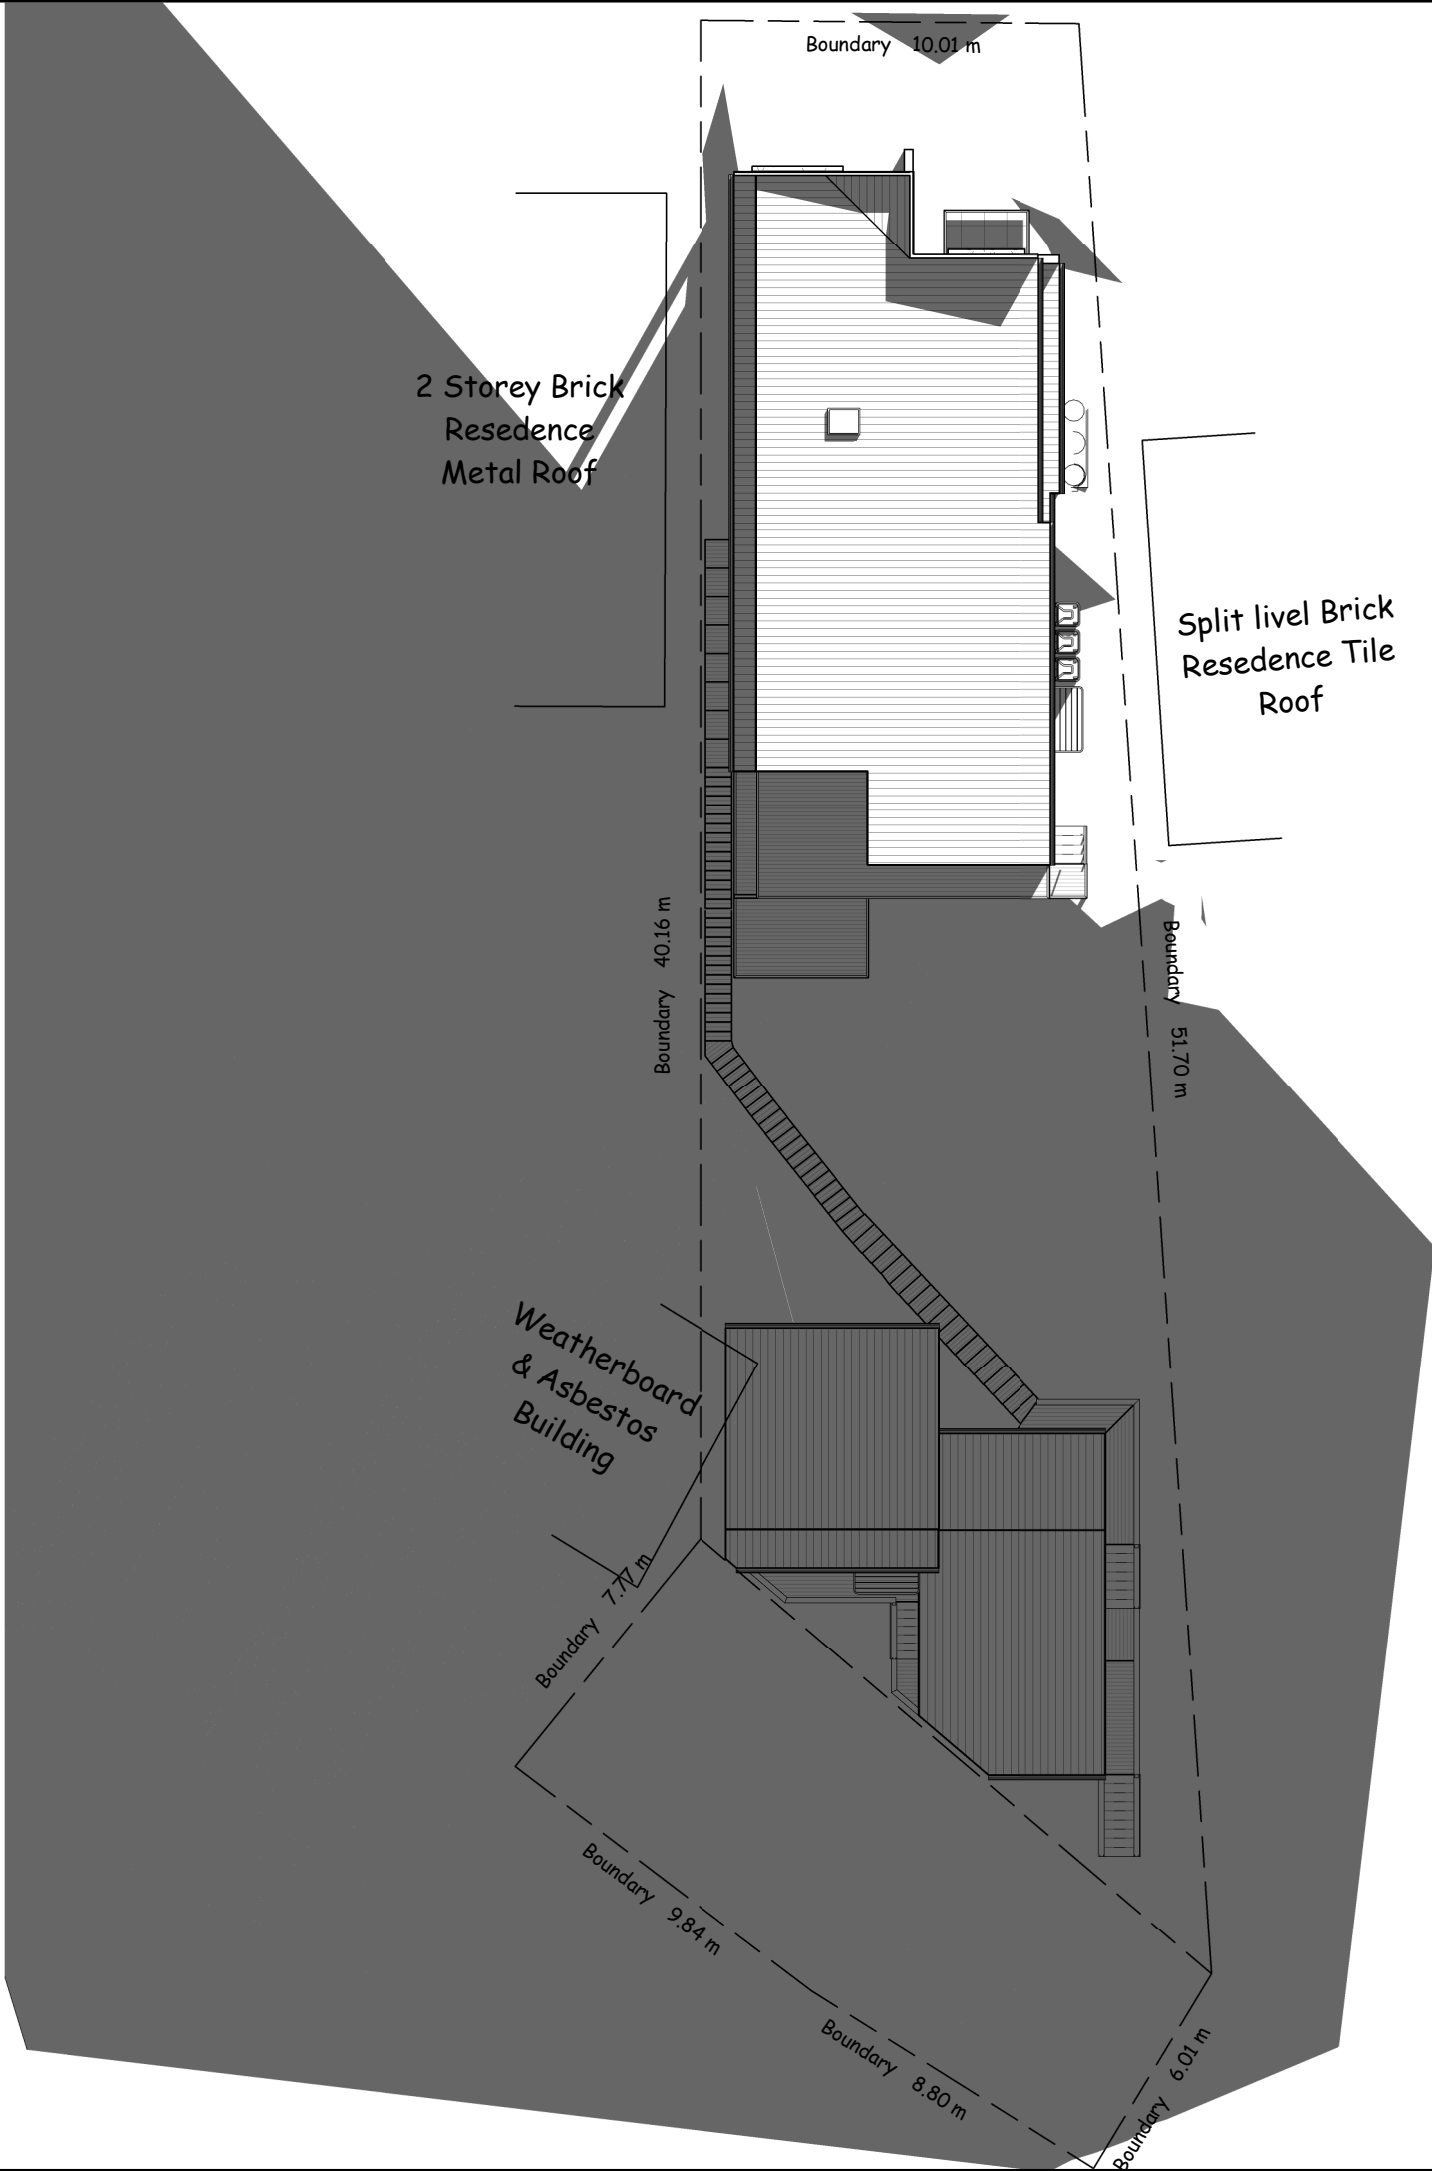 Boundary 10.01 m
2 Storey Brick
Resedence
Metal Roof
Split livel Brick
Resedence Tile
Roof
Boundary 40.16 m
Boundary 51.70 m
Weatherboard
& Asbestos
Building
Boundary 7.77 m
Boundary 9.84 m
Boundary 8.80 m
Boundary 6.01 m